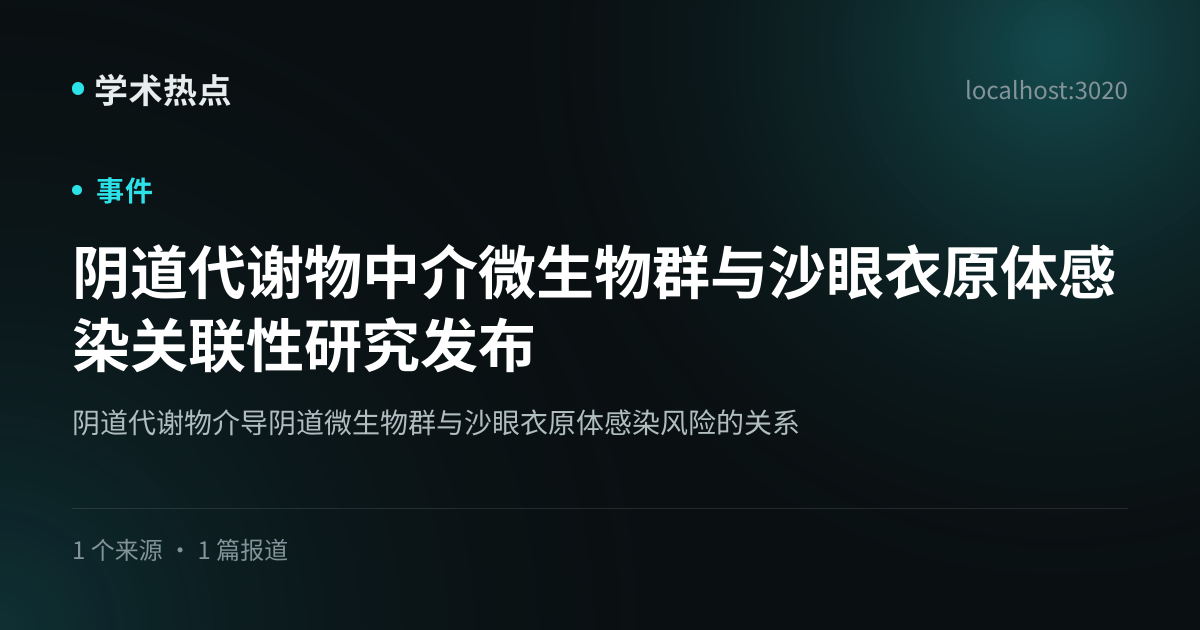 学术热点
localhost:3020
事件
阴道代谢物中介微生物群与沙眼衣原体感
染关联性研究发布
阴道代谢物介导阴道微生物群与沙眼衣原体感染风险的关系
1 个来源 · 1 篇报道